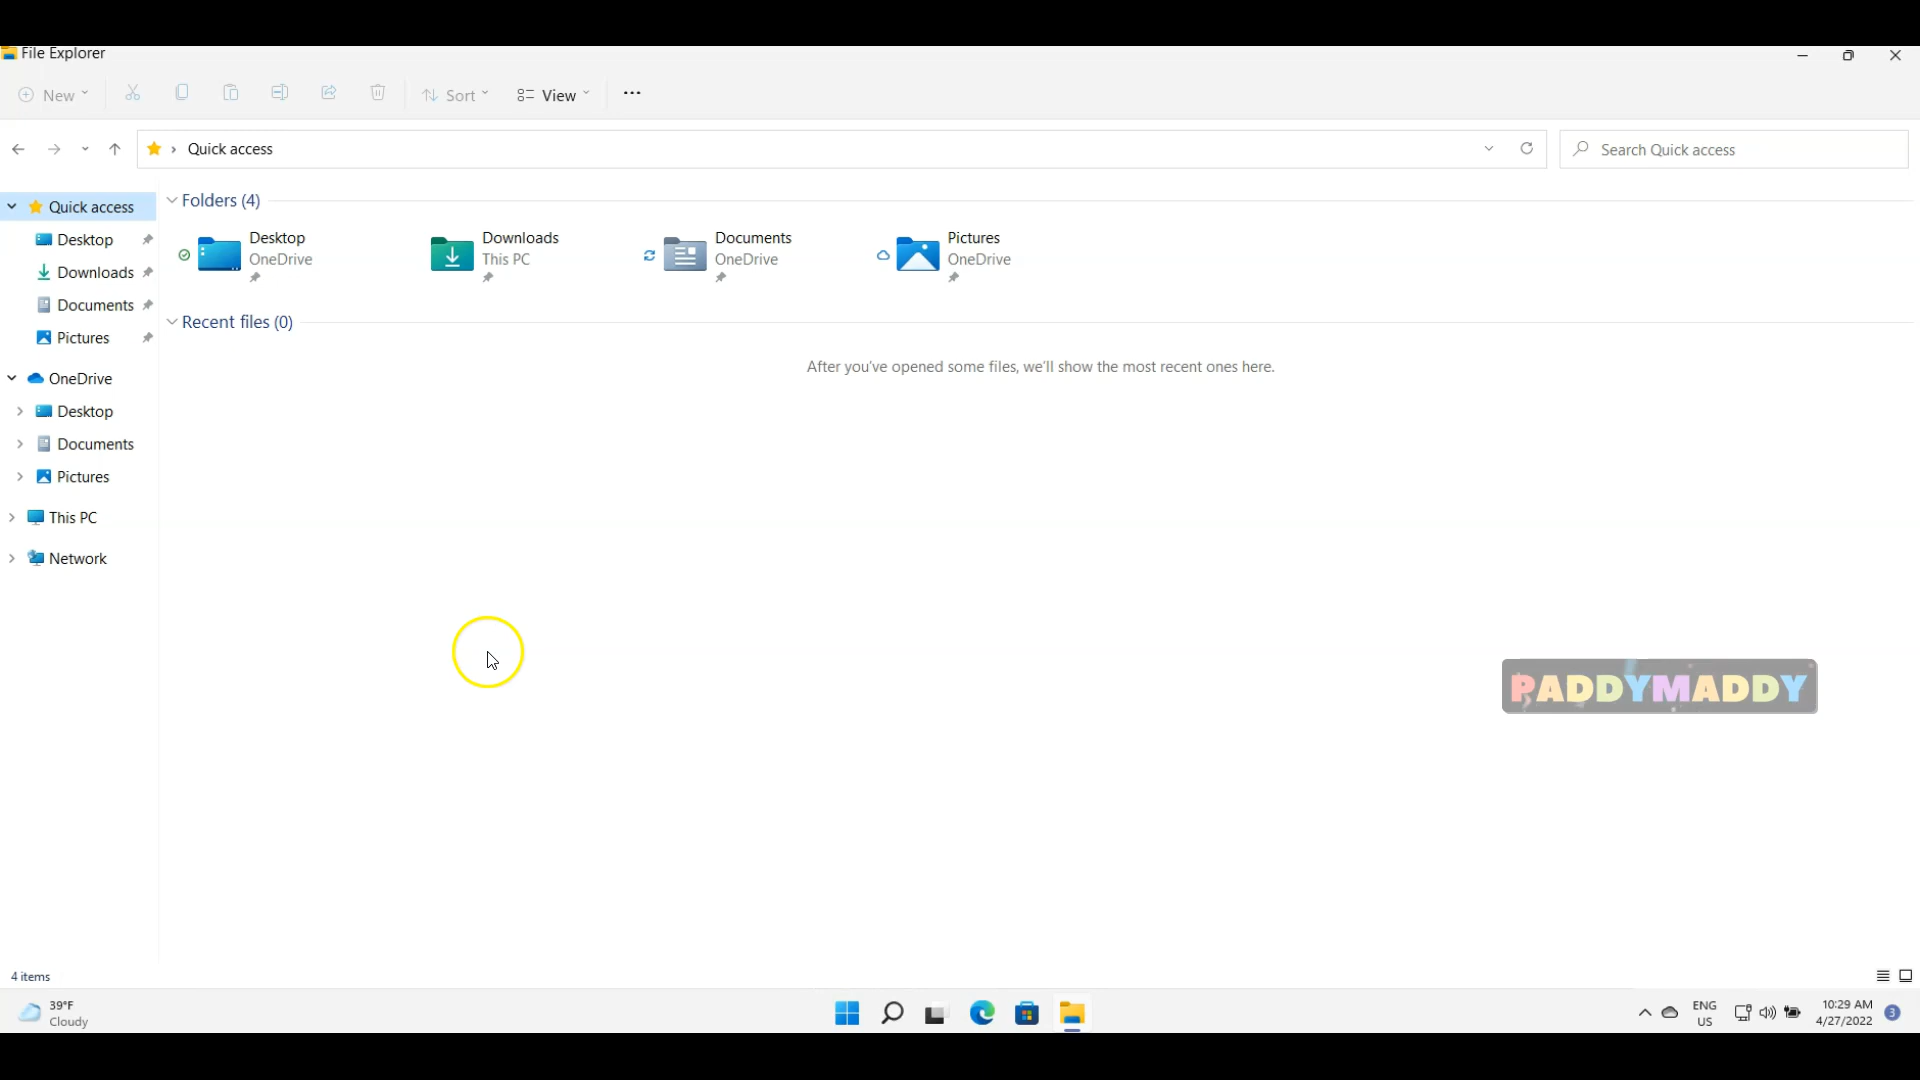 File Explorer
New
Sort
View
Quick access
Search Quick access
Quick access
Desktop
Downloads
Documents
Pictures
OneDrive
Desktop
Documents
Pictures
This PC
Network
Folders (4)
Desktop
OneDrive
Downloads
This PC
Documents
OneDrive
Pictures
OneDrive
Recent files (0)
After you've opened some files, we'll show the most recent ones here.
PADDYMADDY
4 items
39°F
Cloudy
ENG
US
10:29 AM
4/27/2022
3